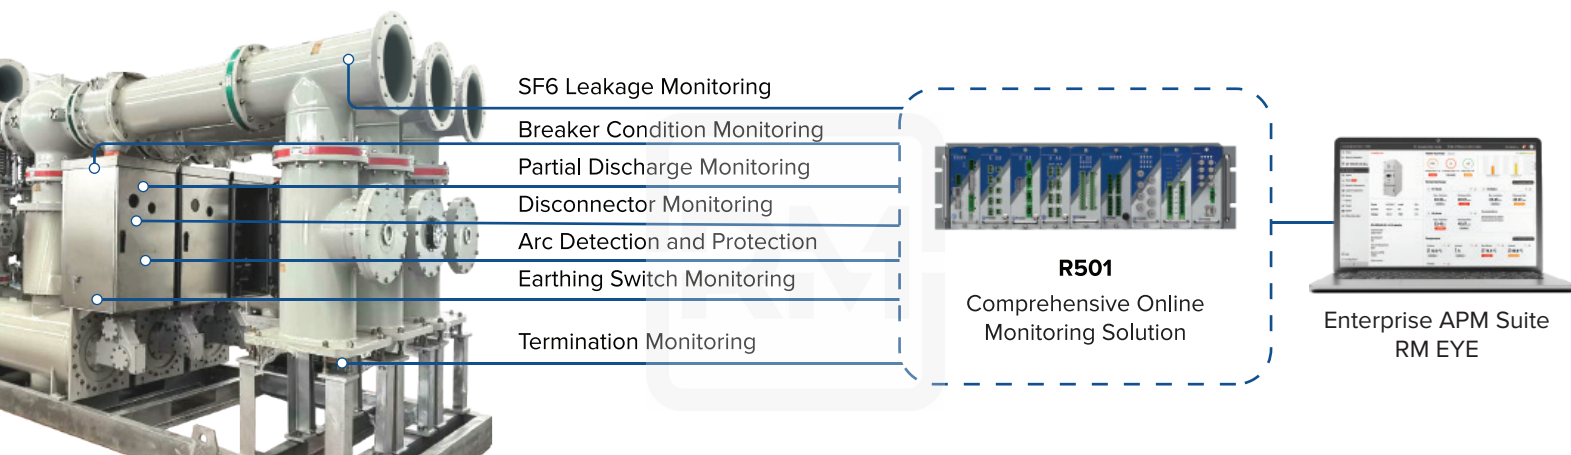 SF6 Leakage Monitoring
Breaker Condition Monitoring
Partial Discharge Monitoring
Disconnector Monitoring
Arc Detection and Protection
Earthing Switch Monitoring
Termination Monitoring
RM
R501
Comprehensive Online
Monitoring Solution
Enterprise APM Suite
RM EYE